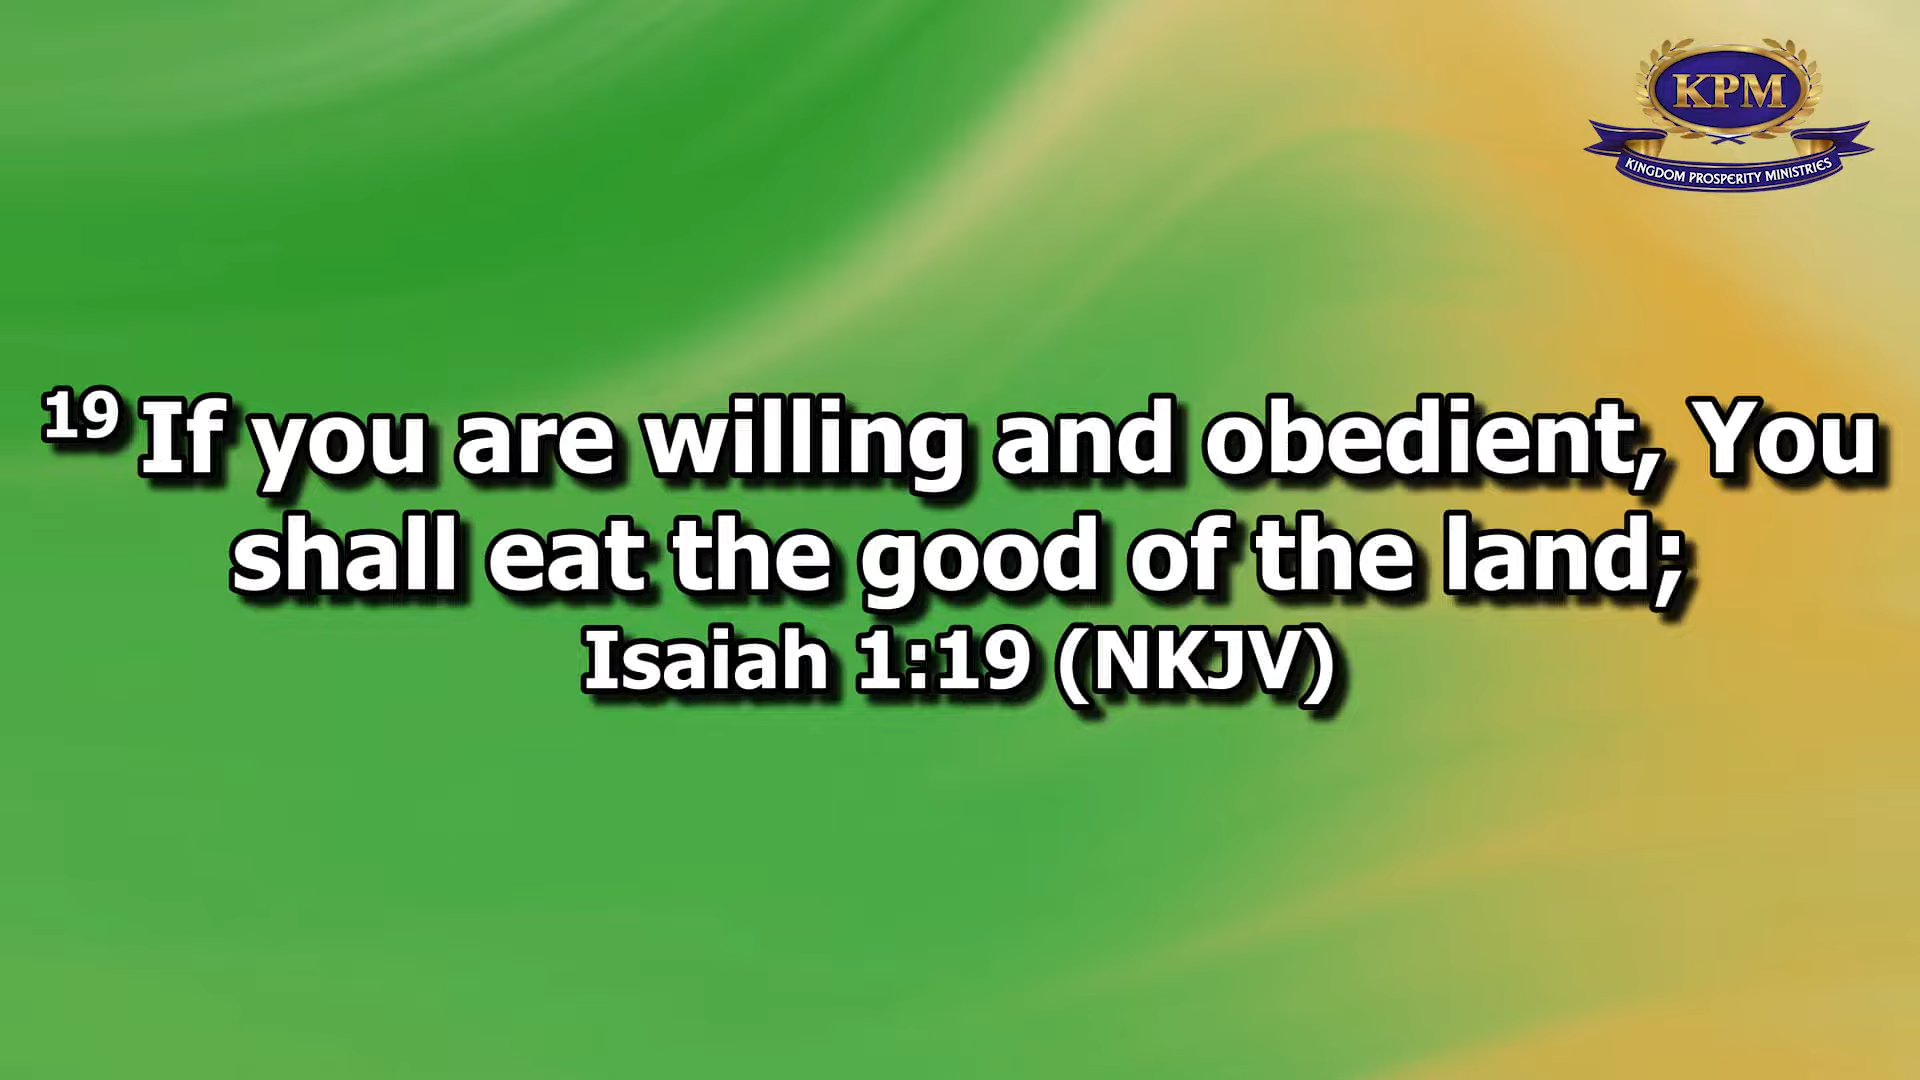 KPM
KINGDOM PROSPERITY MINISTRIES
19 If you are willing and obedient, You
shall eat the good of the land;
Isaiah 1:19 (NKJV)